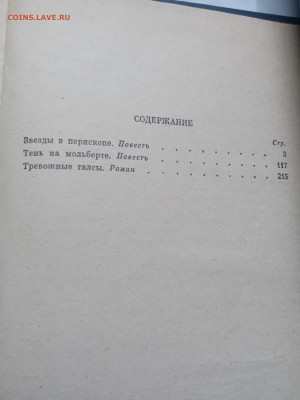 COINS.LAVE.RU
СОДЕРЖАНИЕ
Стр.
Звезды в перископе. Повесть . . . . . . . . 3
Тень на мольберте. Повесть . . . . . . . . 117
Тревожные галсы. Роман . . . . . . . . . 215